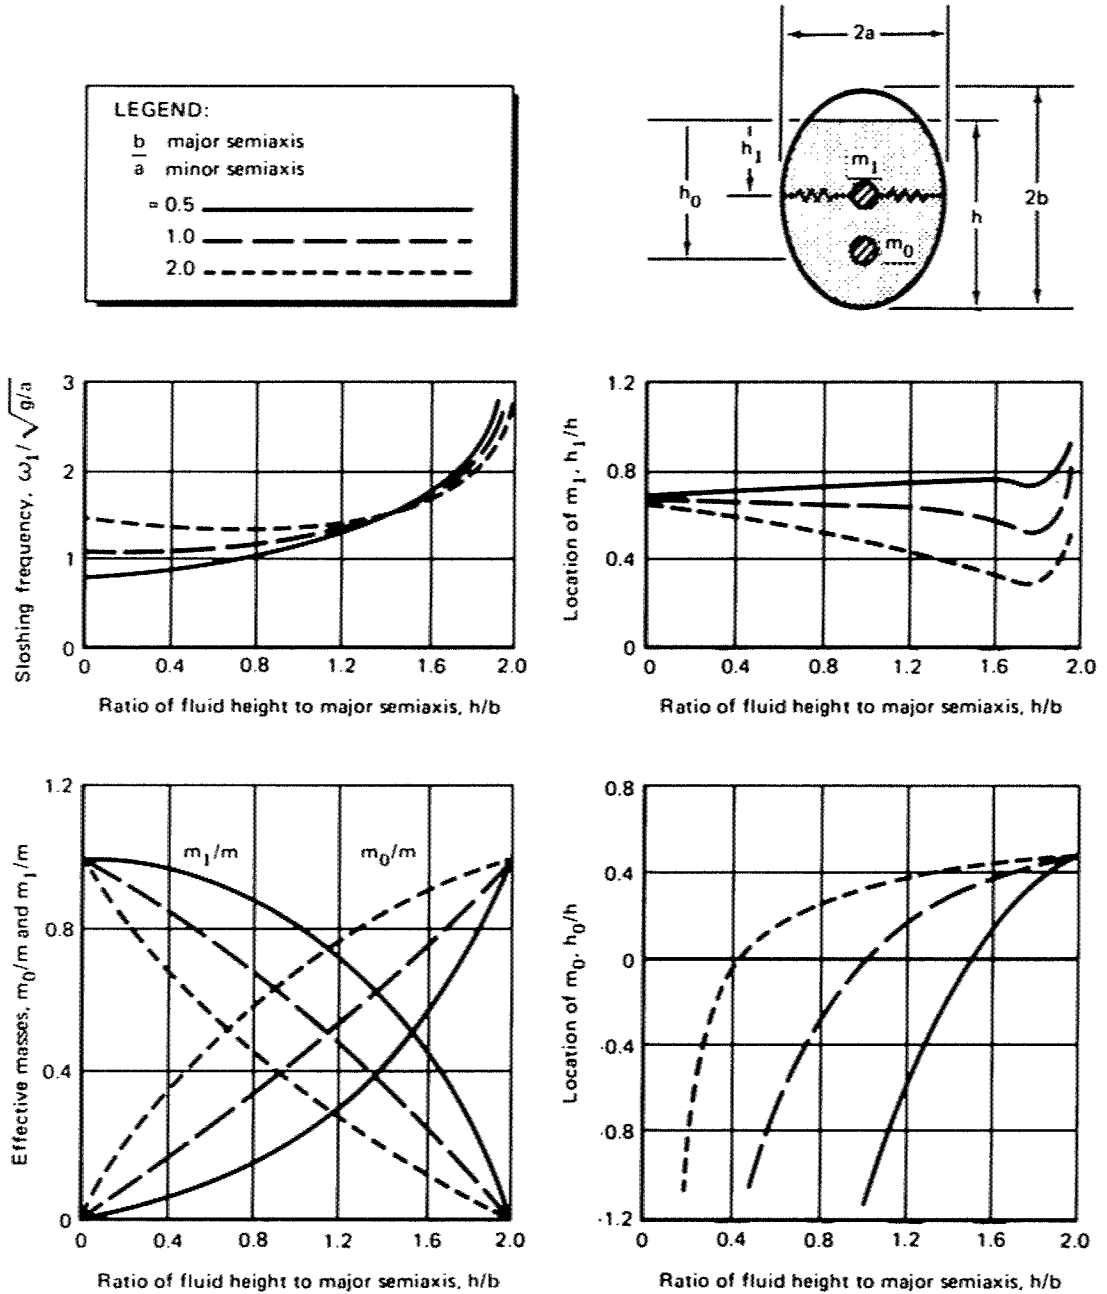 LEGEND:
b major semiaxis
a minor semiaxis
= 0.5
1.0
2.0
2a
h1
h0
m1
m0
h
2b
Sloshing frequency, ω1/√g/a
3
2
1
0
0 0.4 0.8 1.2 1.6 2.0
Ratio of fluid height to major semiaxis, h/b
Location of m1, h1/h
1.2
0.8
0.4
0
0 0.4 0.8 1.2 1.6 2.0
Ratio of fluid height to major semiaxis, h/b
Effective masses, m0/m and m1/m
1.2
0.8
0.4
0
m1/m
m0/m
0 0.4 0.8 1.2 1.6 2.0
Ratio of fluid height to major semiaxis, h/b
Location of m0, h0/h
0.8
0.4
0
-0.4
-0.8
-1.2
0 0.4 0.8 1.2 1.6 2.0
Ratio of fluid height to major semiaxis, h/b